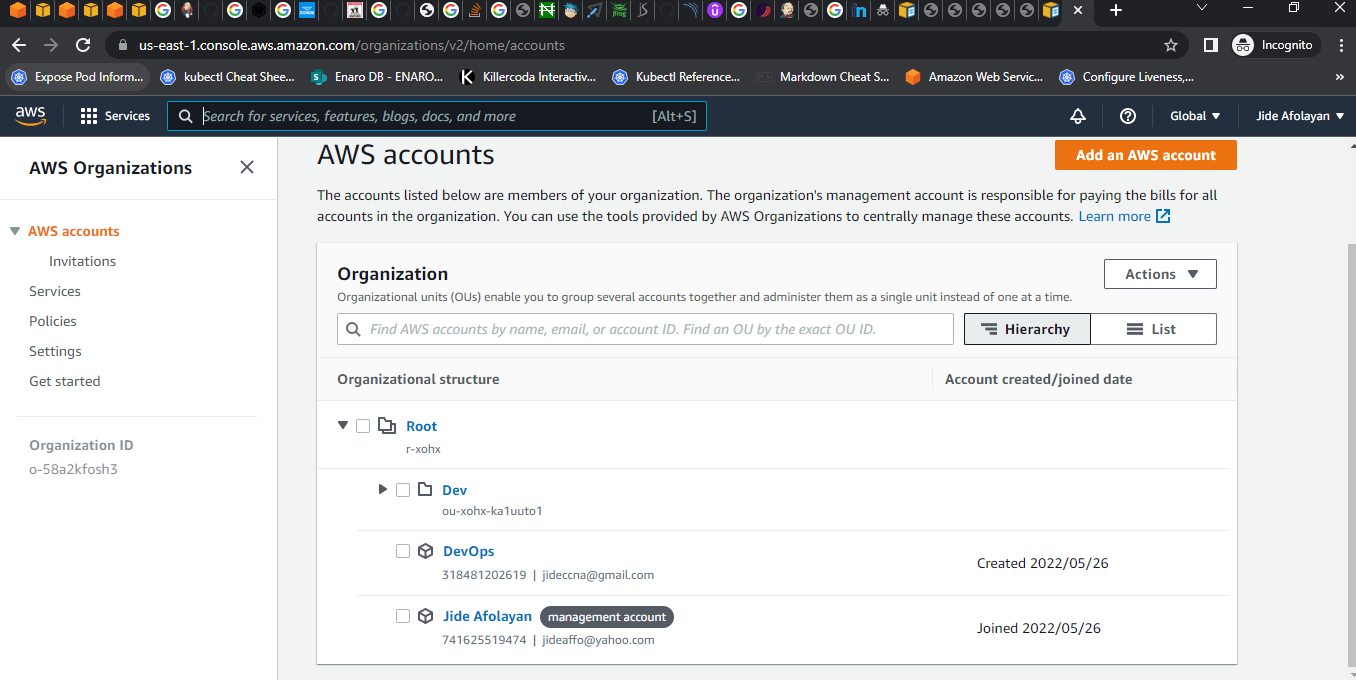 us-east-1.console.aws.amazon.com/organizations/v2/home/accounts
Incognito
Expose Pod Inform...
kubectl Cheat Shee...
Enaro DB - ENARO...
Killercoda Interactiv...
Kubectl Reference...
Markdown Cheat S...
Amazon Web Servic...
Configure Liveness,...
»
aws
Services
Search for services, features, blogs, docs, and more
[Alt+S]
Global
Jide Afolayan
AWS Organizations
AWS accounts
Invitations
Services
Policies
Settings
Get started
Organization ID
o-58a2kfosh3
AWS accounts
Add an AWS account
The accounts listed below are members of your organization. The organization's management account is responsible for paying the bills for all
accounts in the organization. You can use the tools provided by AWS Organizations to centrally manage these accounts. Learn more
Organization
Actions
Organizational units (OUs) enable you to group several accounts together and administer them as a single unit instead of one at a time.
Find AWS accounts by name, email, or account ID. Find an OU by the exact OU ID.
Hierarchy
List
Organizational structure
Account created/joined date
Root
r-xohx
Dev
ou-xohx-ka1uuto1
DevOps
318481202619 | jideccna@gmail.com
Created 2022/05/26
Jide Afolayan management account
741625519474 | jideaffo@yahoo.com
Joined 2022/05/26